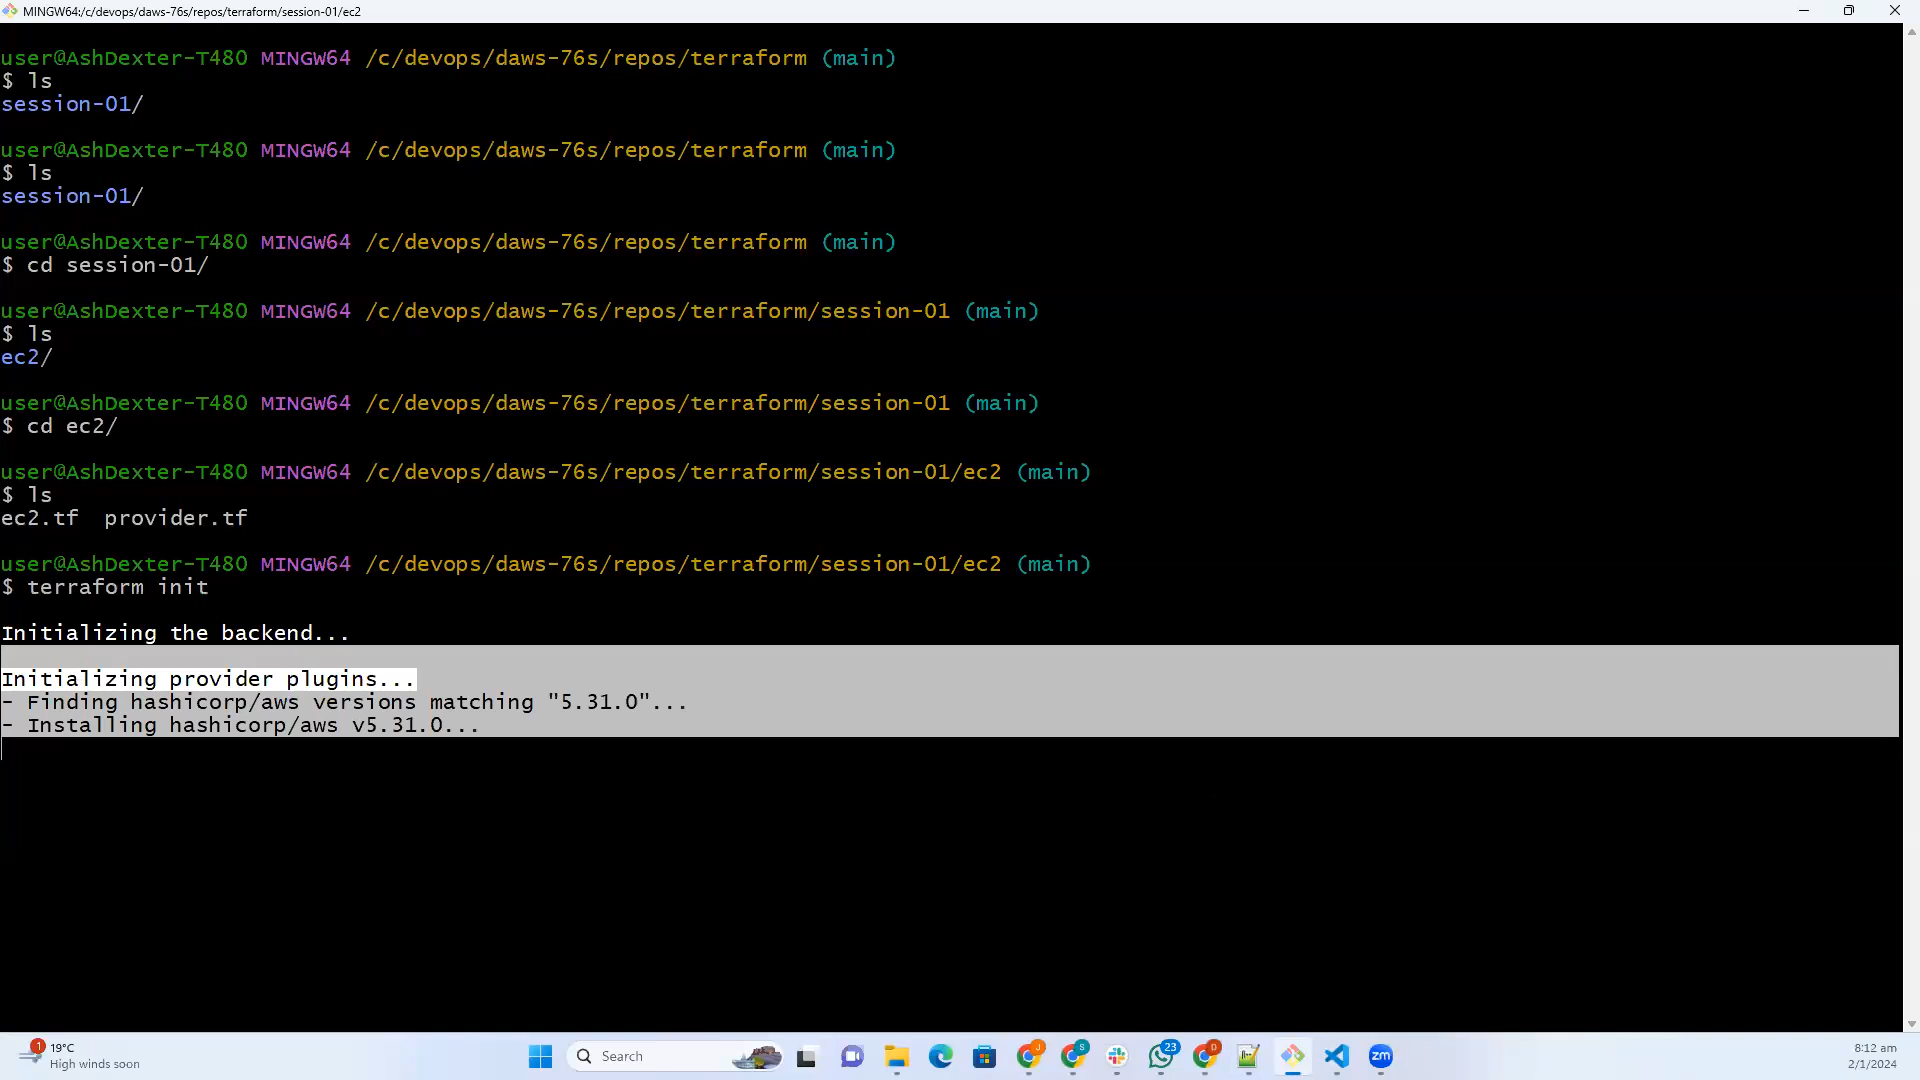 MINGW64:/c/devops/daws-76s/repos/terraform/session-01/ec2
user@AshDexter-T480 MINGW64 /c/devops/daws-76s/repos/terraform (main)
$ ls
session-01/
user@AshDexter-T480 MINGW64 /c/devops/daws-76s/repos/terraform (main)
$ ls
session-01/
user@AshDexter-T480 MINGW64 /c/devops/daws-76s/repos/terraform (main)
$ cd session-01/
user@AshDexter-T480 MINGW64 /c/devops/daws-76s/repos/terraform/session-01 (main)
$ ls
ec2/
user@AshDexter-T480 MINGW64 /c/devops/daws-76s/repos/terraform/session-01 (main)
$ cd ec2/
user@AshDexter-T480 MINGW64 /c/devops/daws-76s/repos/terraform/session-01/ec2 (main)
$ ls
ec2.tf  provider.tf
user@AshDexter-T480 MINGW64 /c/devops/daws-76s/repos/terraform/session-01/ec2 (main)
$ terraform init
Initializing the backend...
Initializing provider plugins...
- Finding hashicorp/aws versions matching "5.31.0"...
- Installing hashicorp/aws v5.31.0...
1
19°C
High winds soon
Search
J
S
23
p
zm
8:12 am
2/1/2024